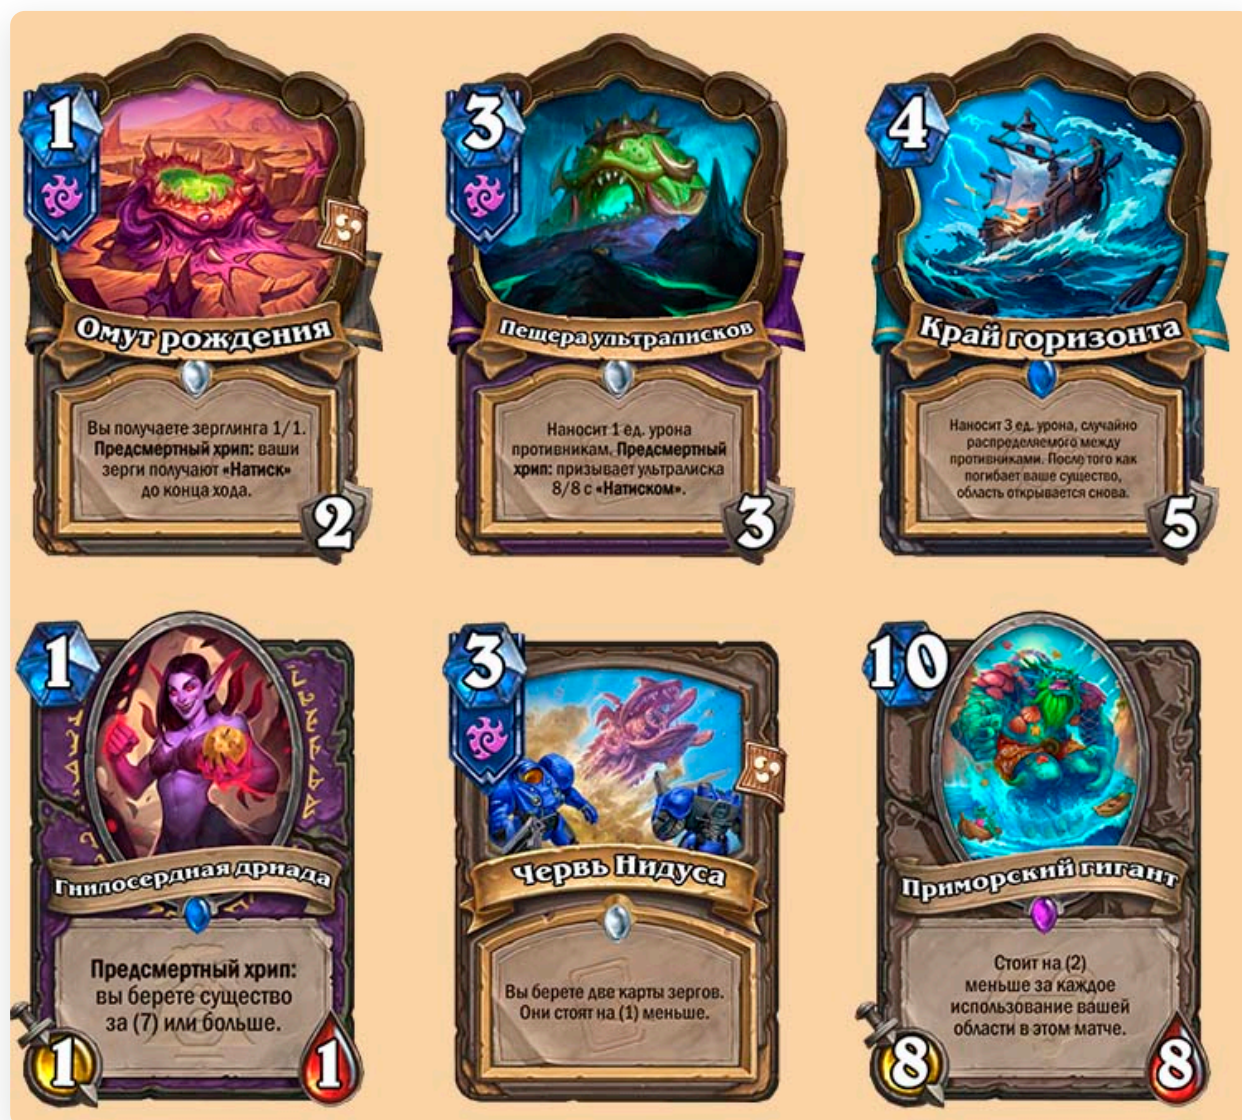 1
Омут рождения
Вы получаете зерглинга 1/1.
Предсмертный хрип: ваши
зерги получают «Натиск»
до конца хода.
2
3
Пещера ультралисков
Наносит 1 ед. урона
противникам. Предсмертный
хрип: призывает ультралиска
8/8 с «Натиском».
3
4
Край горизонта
Наносит 3 ед. урона, случайно
распределяемого между
противниками. После того как
погибает ваше существо,
область открывается снова.
5
1
Гнилосердная дриада
Предсмертный хрип:
вы берете существо
за (7) или больше.
1
1
3
Червь Нидуса
Вы берете две карты зергов.
Они стоят на (1) меньше.
10
Приморский гигант
Стоит на (2)
меньше за каждое
использование вашей
области в этом матче.
8
8